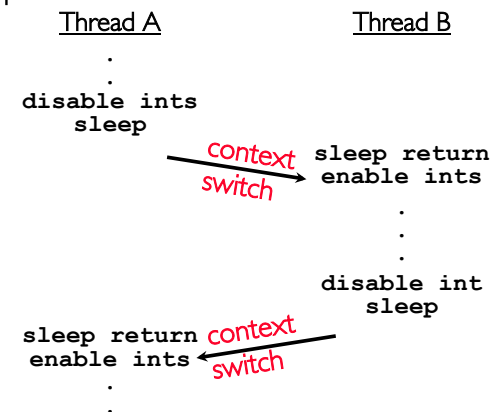 Thread A
Thread B
.
.
disable ints
sleep
context
switch
sleep return
enable ints
.
.
.
disable int
sleep
context
switch
sleep return
enable ints
.
.